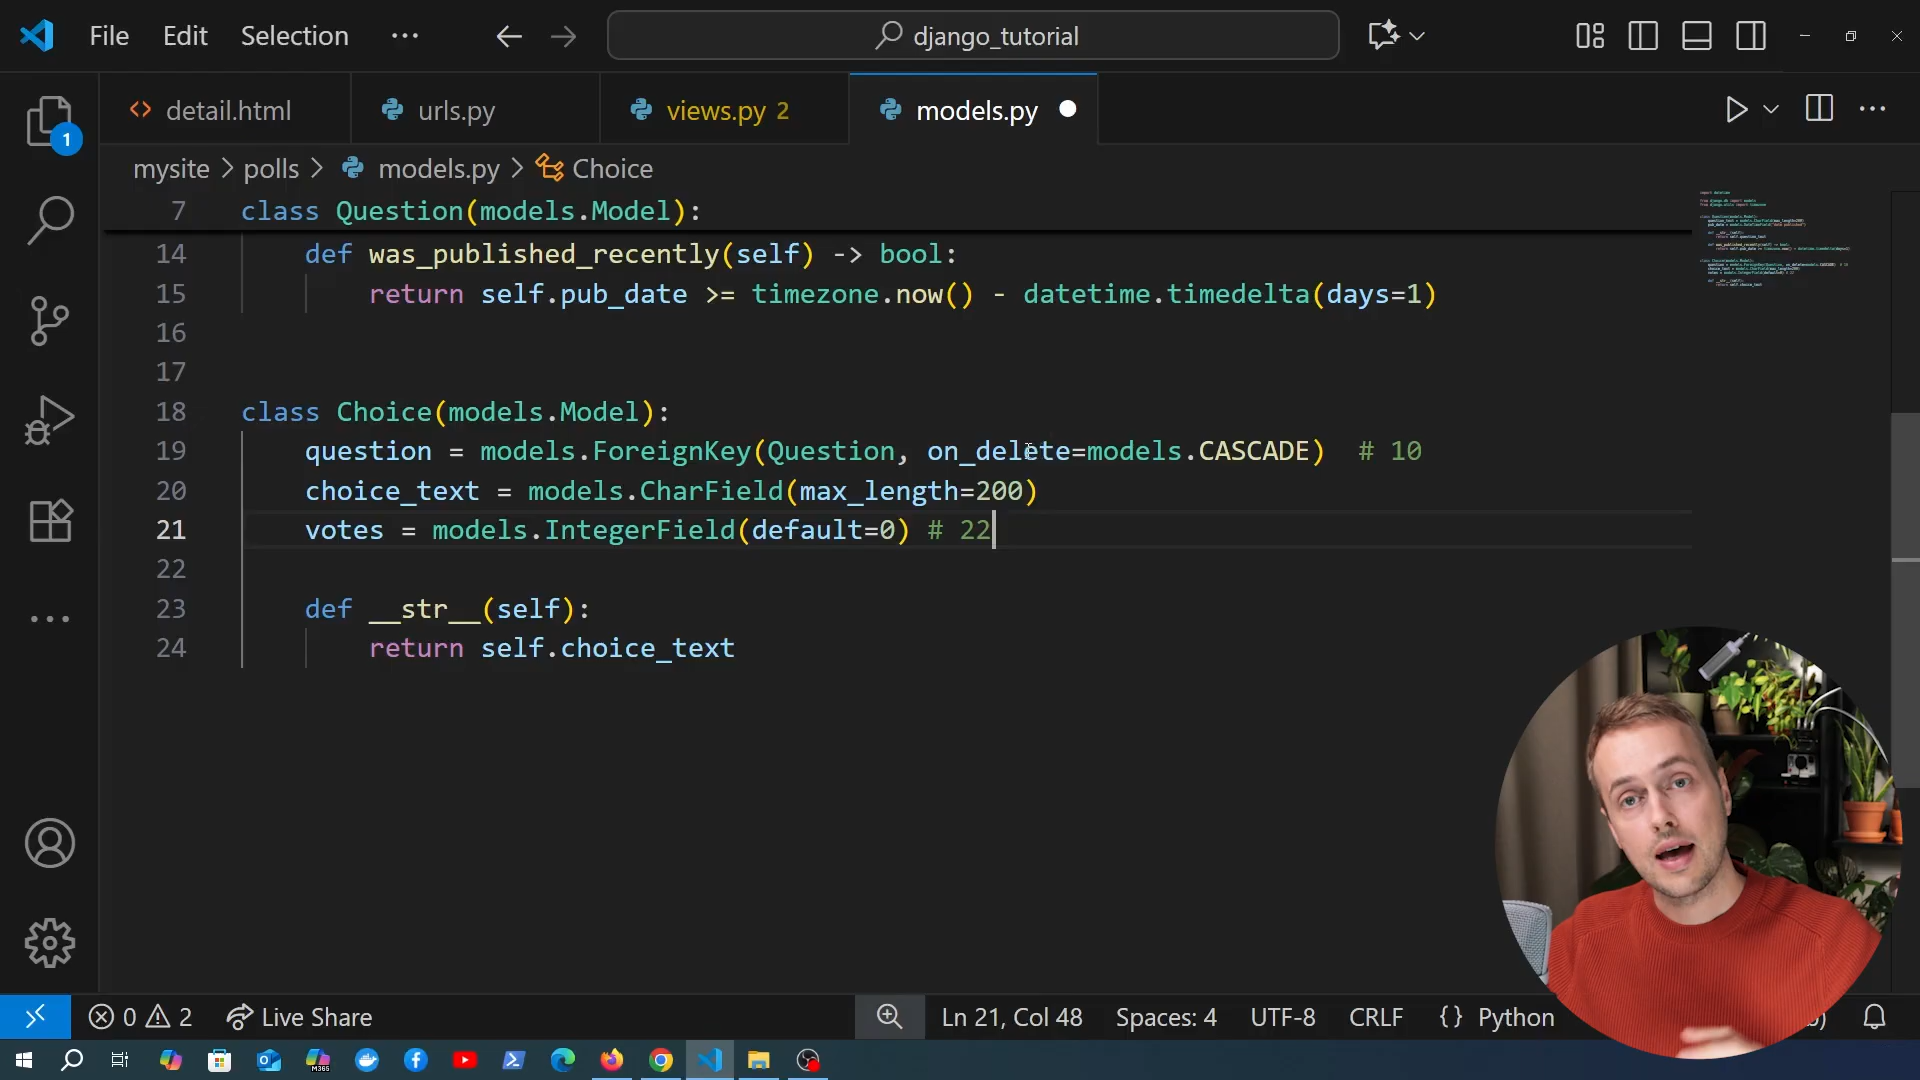 File Edit Selection ··· django_tutorial
detail.html urls.py views.py 2 models.py
1
mysite > polls > models.py > Choice
7 class Question(models.Model):
14 def was_published_recently(self) -> bool:
15 return self.pub_date >= timezone.now() - datetime.timedelta(days=1)
16
17
18 class Choice(models.Model):
19 question = models.ForeignKey(Question, on_delete=models.CASCADE)  # 10
20 choice_text = models.CharField(max_length=200)
21 votes = models.IntegerField(default=0) # 22
22
23 def __str__(self):
24 return self.choice_text
0 2 Live Share Ln 21, Col 48 Spaces: 4 UTF-8 CRLF {} Python
M365